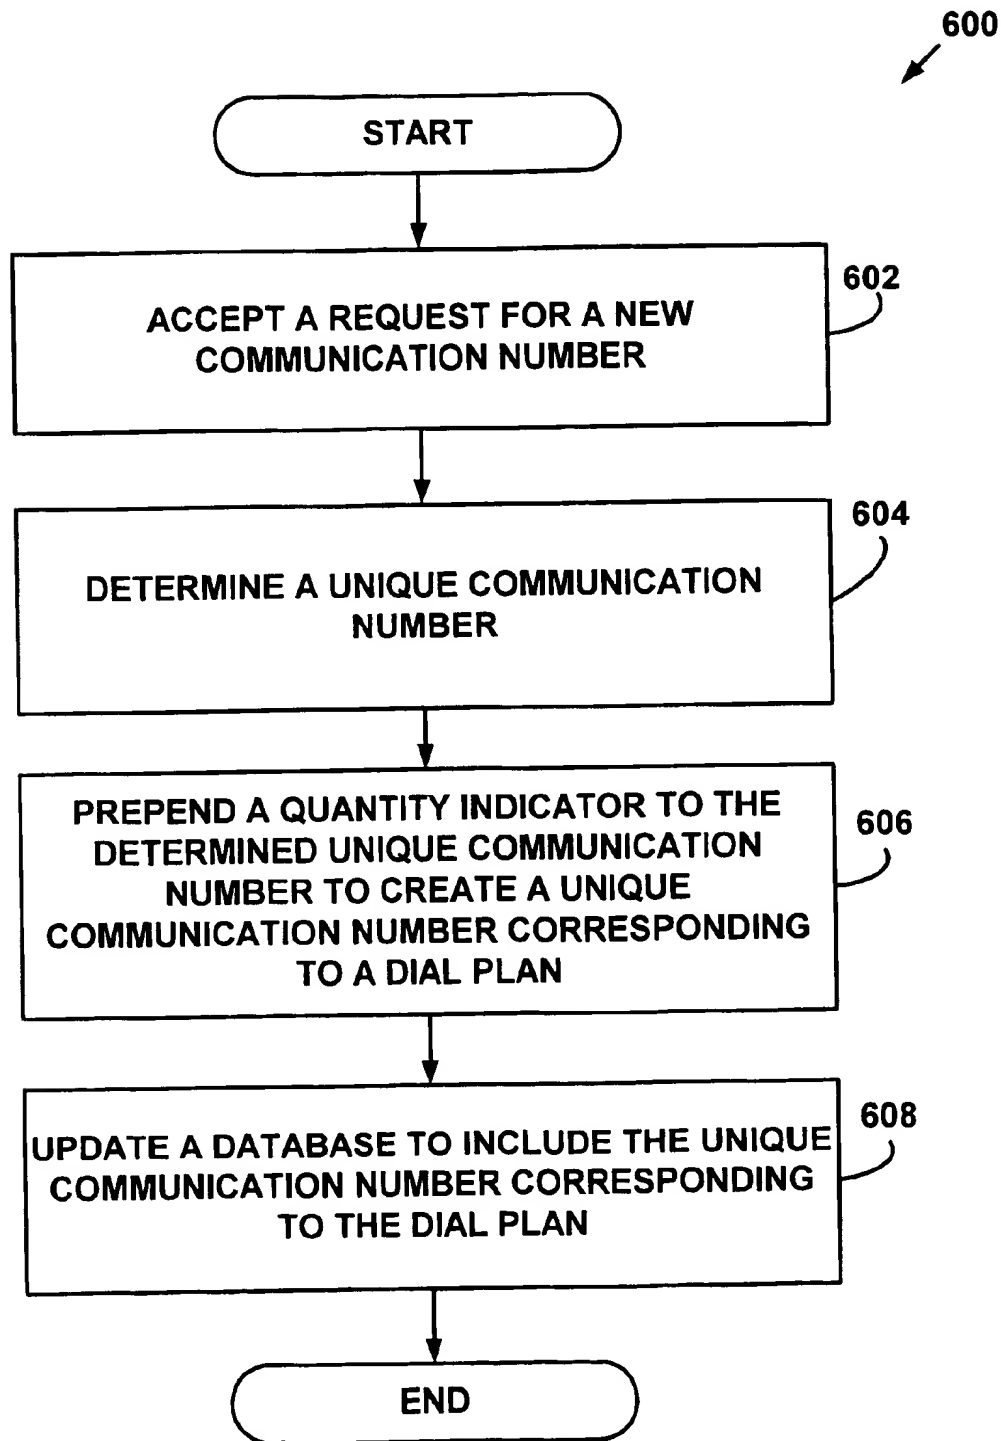 600
START
602
ACCEPT A REQUEST FOR A NEW
COMMUNICATION NUMBER
604
DETERMINE A UNIQUE COMMUNICATION
NUMBER
606
PREPEND A QUANTITY INDICATOR TO THE
DETERMINED UNIQUE COMMUNICATION
NUMBER TO CREATE A UNIQUE
COMMUNICATION NUMBER CORRESPONDING
TO A DIAL PLAN
608
UPDATE A DATABASE TO INCLUDE THE UNIQUE
COMMUNICATION NUMBER CORRESPONDING
TO THE DIAL PLAN
END